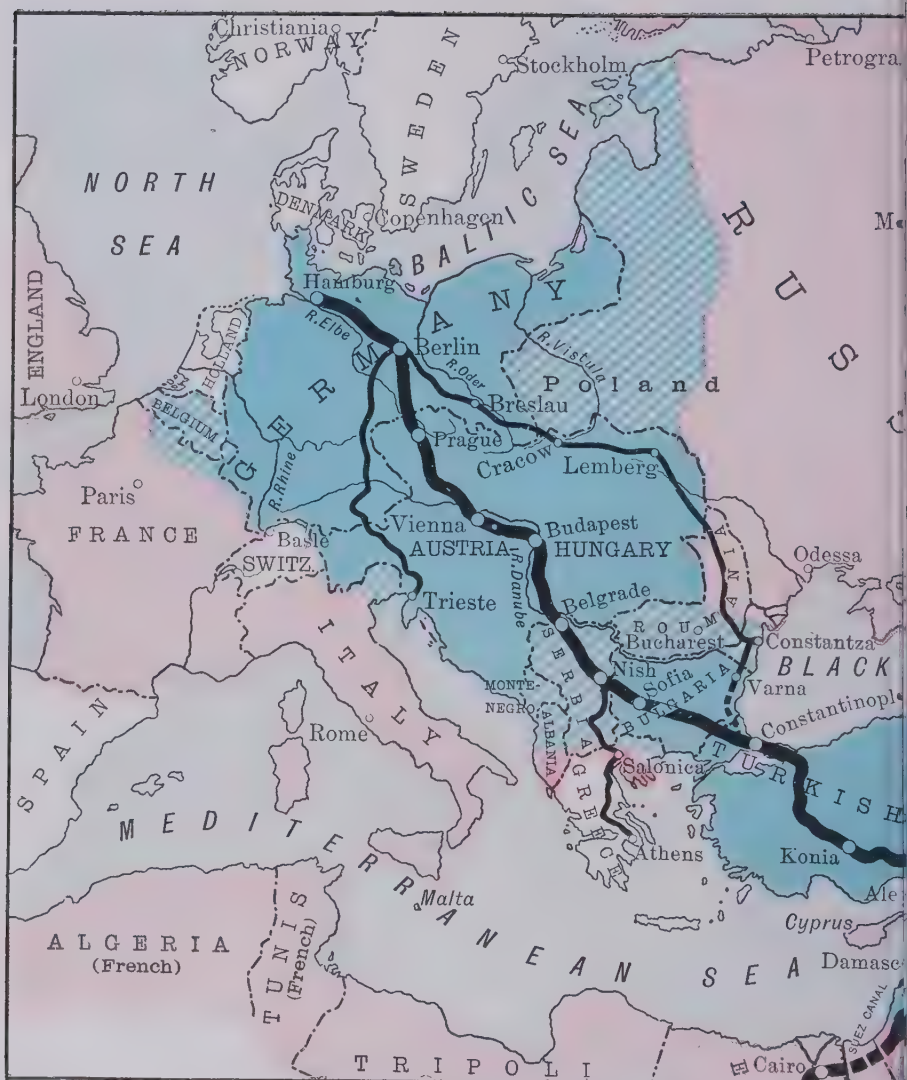 Christiania
NORWAY
SWEDEN
Stockholm
Petrogra
NORTH
SEA
BALTIC SEA
DENMARK
Copenhagen
RUS
M
Hamburg
R. Elbe
GERMANY
Berlin
R. Oder
R. Vistula
Poland
ENGLAND
London
HOLLAND
BELGIUM
Breslau
Prague
Cracow
Lemberg
R. Rhine
Paris
FRANCE
Basle
SWITZ.
Vienna
AUSTRIA
Budapest
HUNGARY
R. Danube
Odessa
Trieste
Belgrade
ROUMANIA
Bucharest
Constantza
BLACK
ITALY
SERBIA
Nish
Sofia
BULGARIA
Varna
MONTE-
NEGRO
ALBANIA
Constantinopl
SPAIN
Rome
Salonica
TURKISH
GREECE
Athens
Konia
MEDITERRANEAN SEA
Malta
Ale
Cyprus
Damasc
ALGERIA
(French)
TUNIS
(French)
TRIPOLI
SUEZ CANAL
E
Cairo